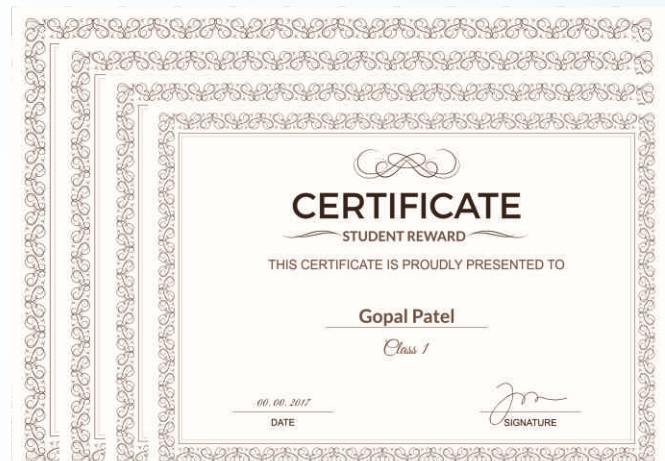 CERTIFICATE
STUDENT REWARD
THIS CERTIFICATE IS PROUDLY PRESENTED TO
Gopal Patel
Class 1
00.00.2017
DATE
SIGNATURE